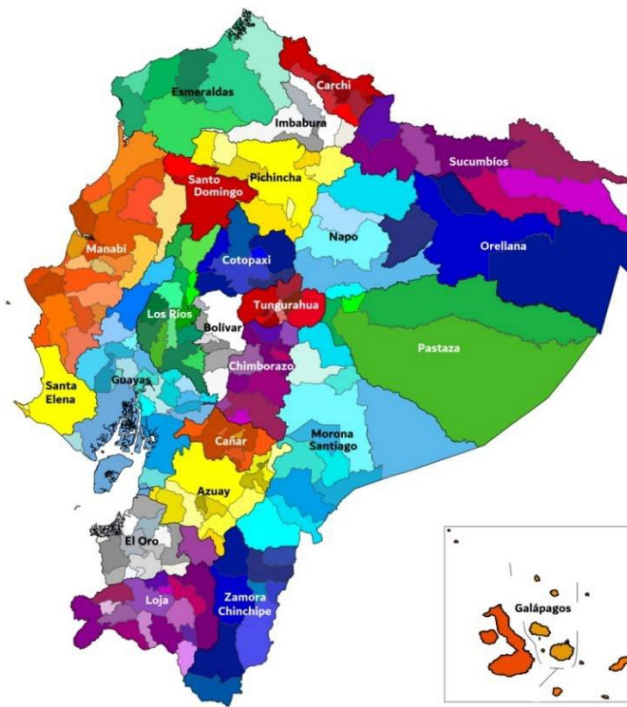 Esmeraldas
Carchi
Imbabura
Sucumbíos
Santo
Domingo
Pichincha
Napo
Orellana
Manabí
Cotopaxi
Los Ríos
Bolívar
Tungurahua
Pastaza
Chimborazo
Santa
Elena
Guayas
Cañar
Morona
Santiago
Azuay
El Oro
Loja
Zamora
Chinchipe
Galápagos